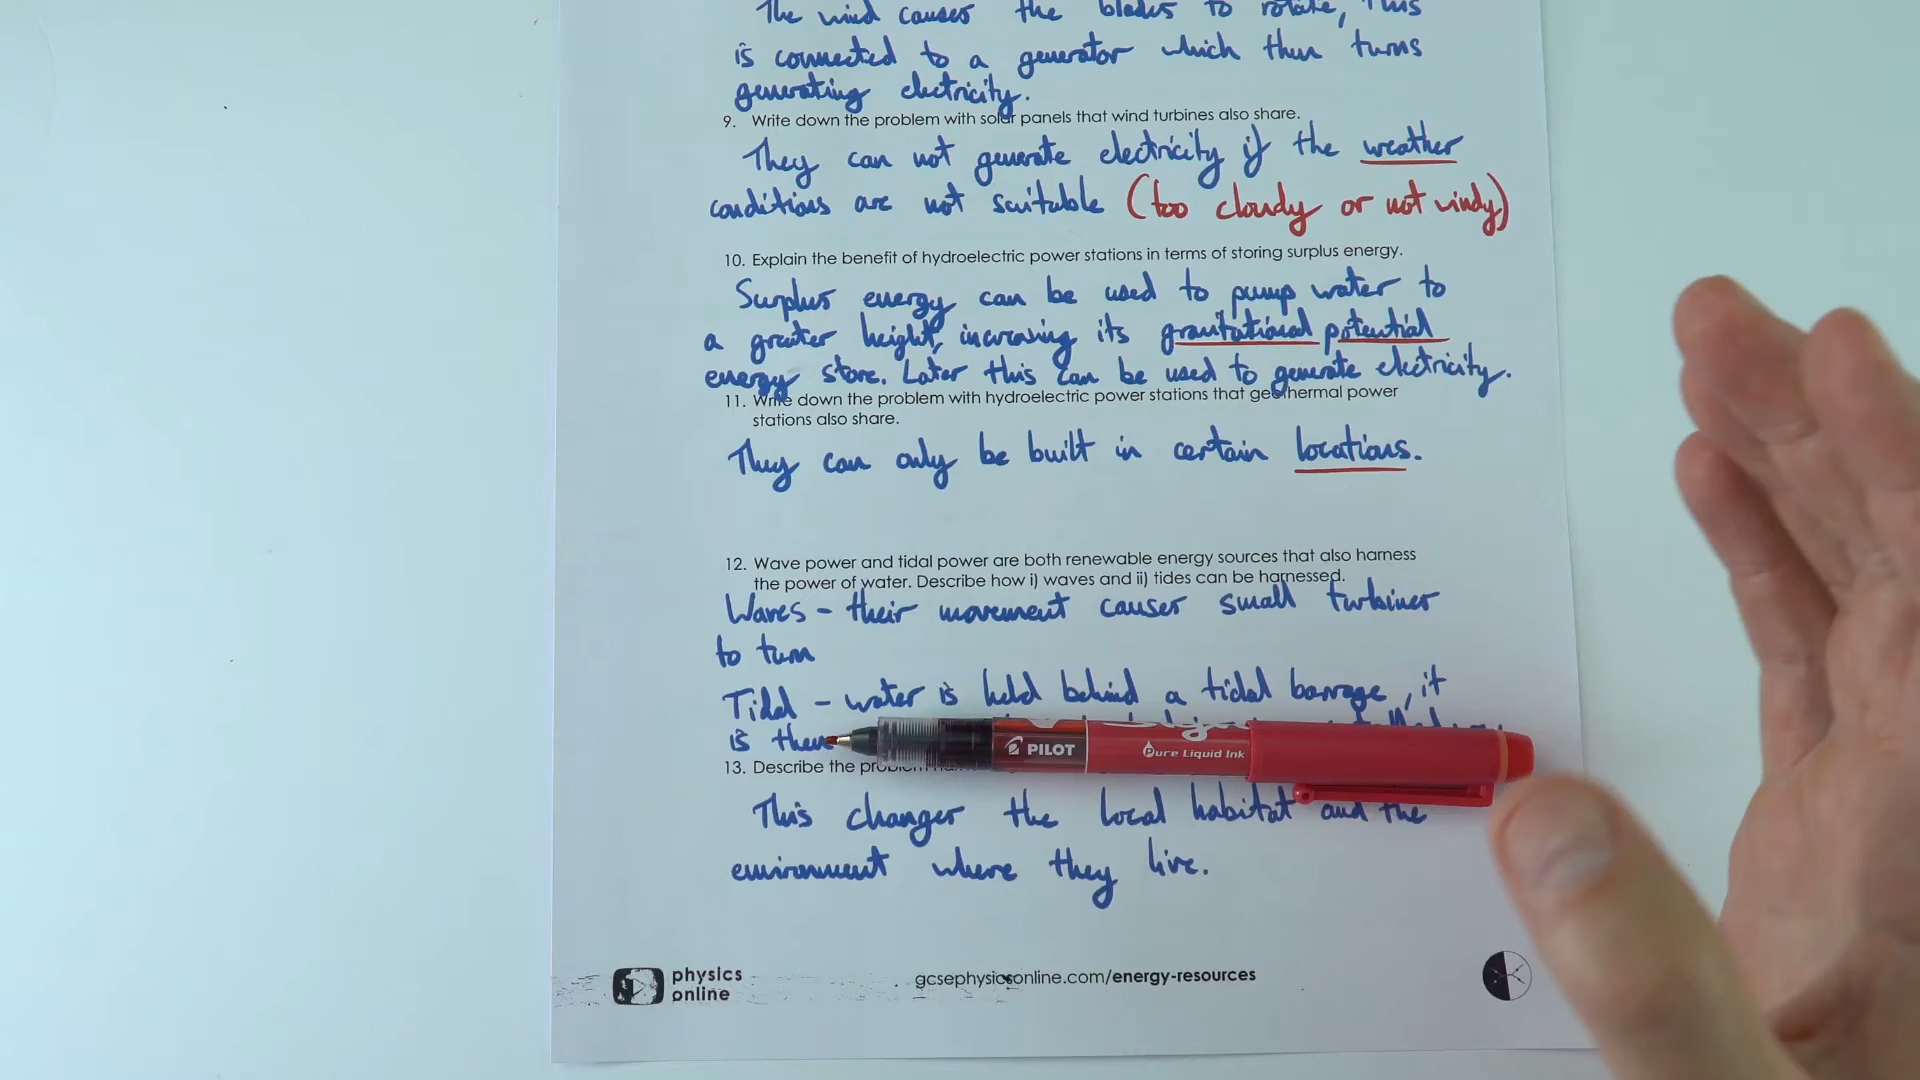 The wind causes the blades to rotate, this
is connected to a generator which then turns
generating electricity.
9. Write down the problem with solar panels that wind turbines also share.
They can not generate electricity if the weather
conditions are not suitable (too cloudy or not windy)
10. Explain the benefit of hydroelectric power stations in terms of storing surplus energy.
Surplus energy can be used to pump water to
a greater height, increasing its gravitational potential
energy store. Later this can be used to generate electricity.
11. Write down the problem with hydroelectric power stations that geothermal power
stations also share.
They can only be built in certain locations.
12. Wave power and tidal power are both renewable energy sources that also harness
the power of water. Describe how i) waves and ii) tides can be harnessed.
Waves - their movement causes small turbines
to turn
Tidal - water is held behind a tidal barrage, it
is then
13. Describe the problem
This changes the local habitat and the
environment where they live.
PILOT
Pure Liquid Ink
physics
online
gcsephysicsonline.com/energy-resources